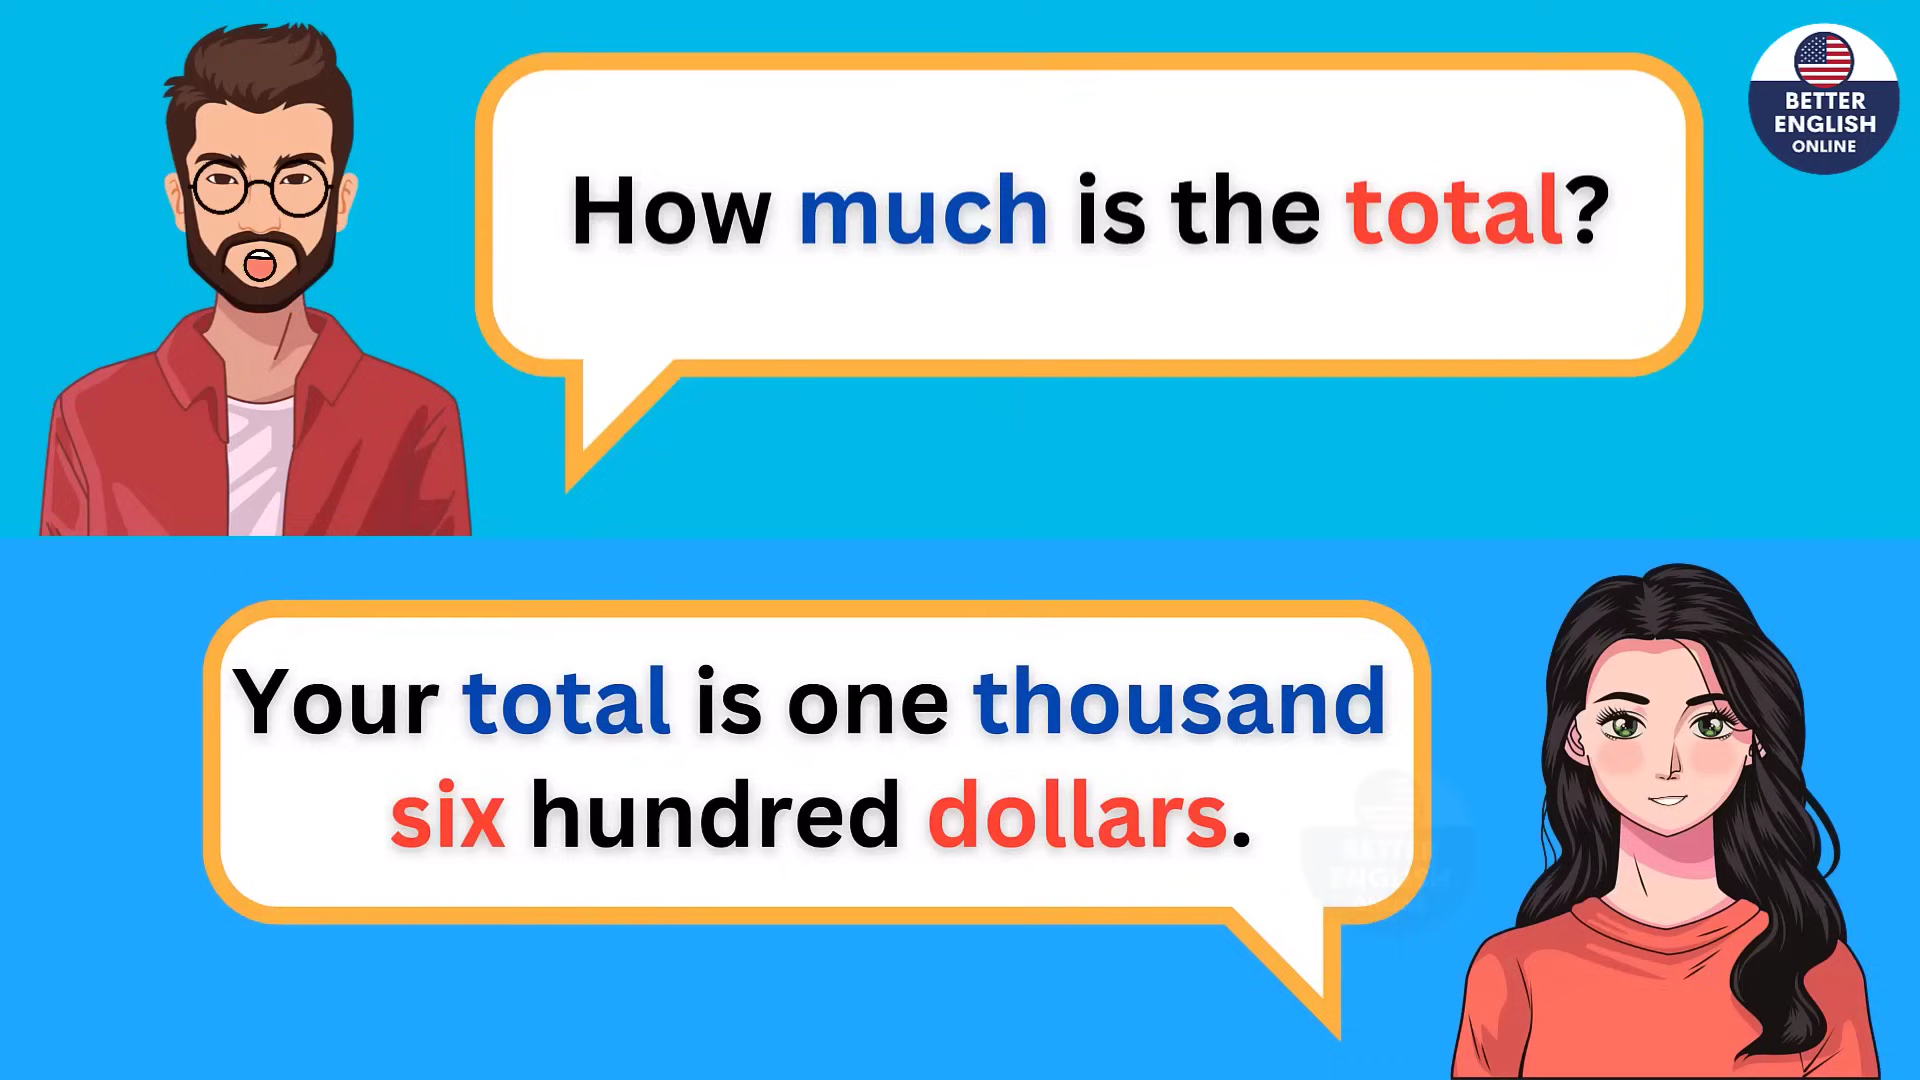 How much is the total?
BETTER
ENGLISH
ONLINE
Your total is one thousand
six hundred dollars.